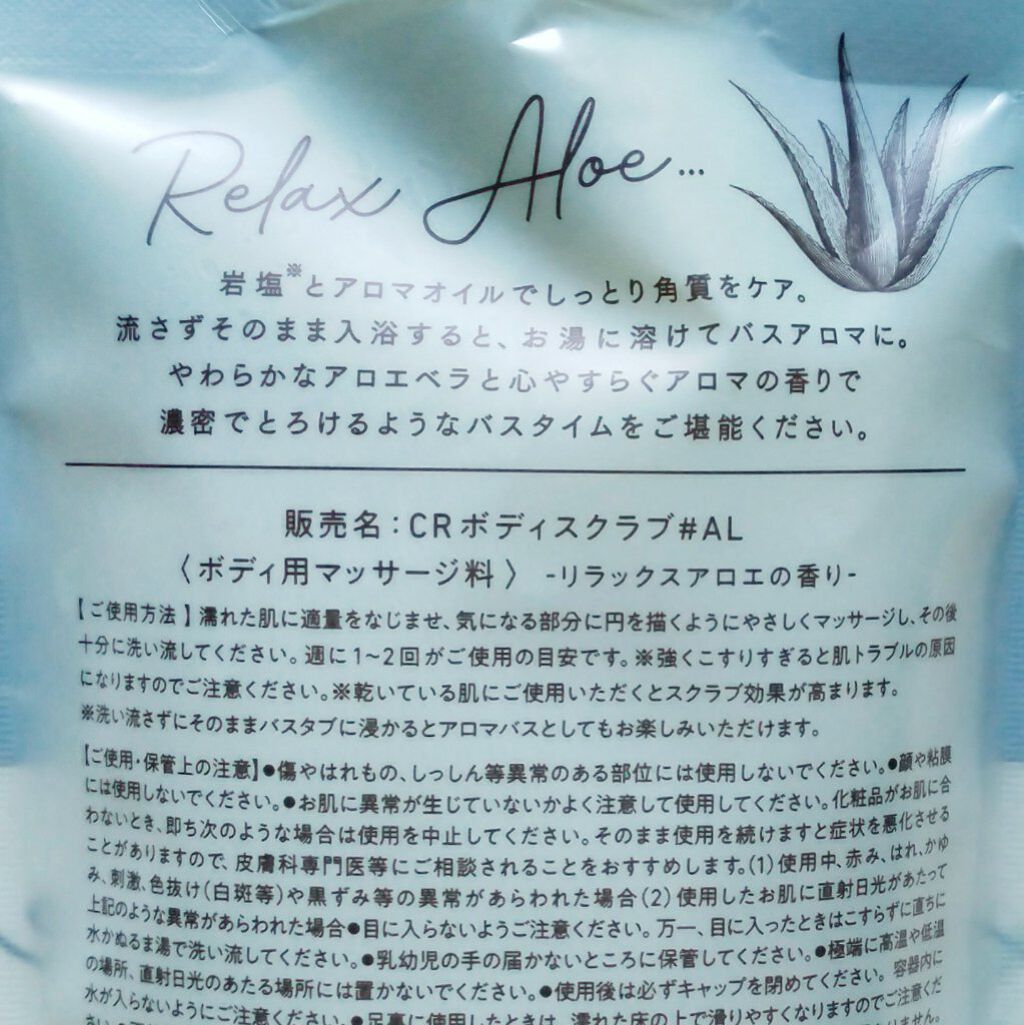 Relax Aloe...
岩塩※とアロマオイルでしっとり角質をケア。
流さずそのまま入浴すると、お湯に溶けてバスアロマに。
やわらかなアロエベラと心やすらぐアロマの香りで
濃密でとろけるようなバスタイムをご堪能ください。
販売名：CRボディスクラブ#AL
〈ボディ用マッサージ料〉 -リラックスアロエの香り-
【ご使用方法】濡れた肌に適量をなじませ、気になる部分に円を描くようにやさしくマッサージし、その後
十分に洗い流してください。週に1~2回がご使用の目安です。※強くこすりすぎると肌トラブルの原因
になりますのでご注意ください。※乾いている肌にご使用いただくとスクラブ効果が高まります。
※洗い流さずにそのままバスタブに浸かるとアロマバスとしてもお楽しみいただけます。
【ご使用・保管上の注意】●傷やはれもの、しっしん等異常のある部位には使用しないでください。●顔や粘膜
には使用しないでください。●お肌に異常が生じていないかよく注意して使用してください。化粧品がお肌に合
わないとき、即ち次のような場合は使用を中止してください。そのまま使用を続けますと症状を悪化させる
ことがありますので、皮膚科専門医等にご相談されることをおすすめします。(1)使用中、赤み、はれ、かゆ
み、刺激、色抜け(白斑等)や黒ずみ等の異常があらわれた場合(2)使用したお肌に直射日光があたって
上記のような異常があらわれた場合●目に入らないようご注意ください。万一、目に入ったときはこすらずに直ちに
水かぬるま湯で洗い流してください。●乳幼児の手の届かないところに保管してください。●極端に高温や低温
の場所、直射日光のあたる場所には置かないでください。●使用後は必ずキャップを閉めてください。容器内に
水が入らないようにご注意ください。●足裏に使用したときは、濡れた床の上で滑りやすくなりますのでご注意くだ